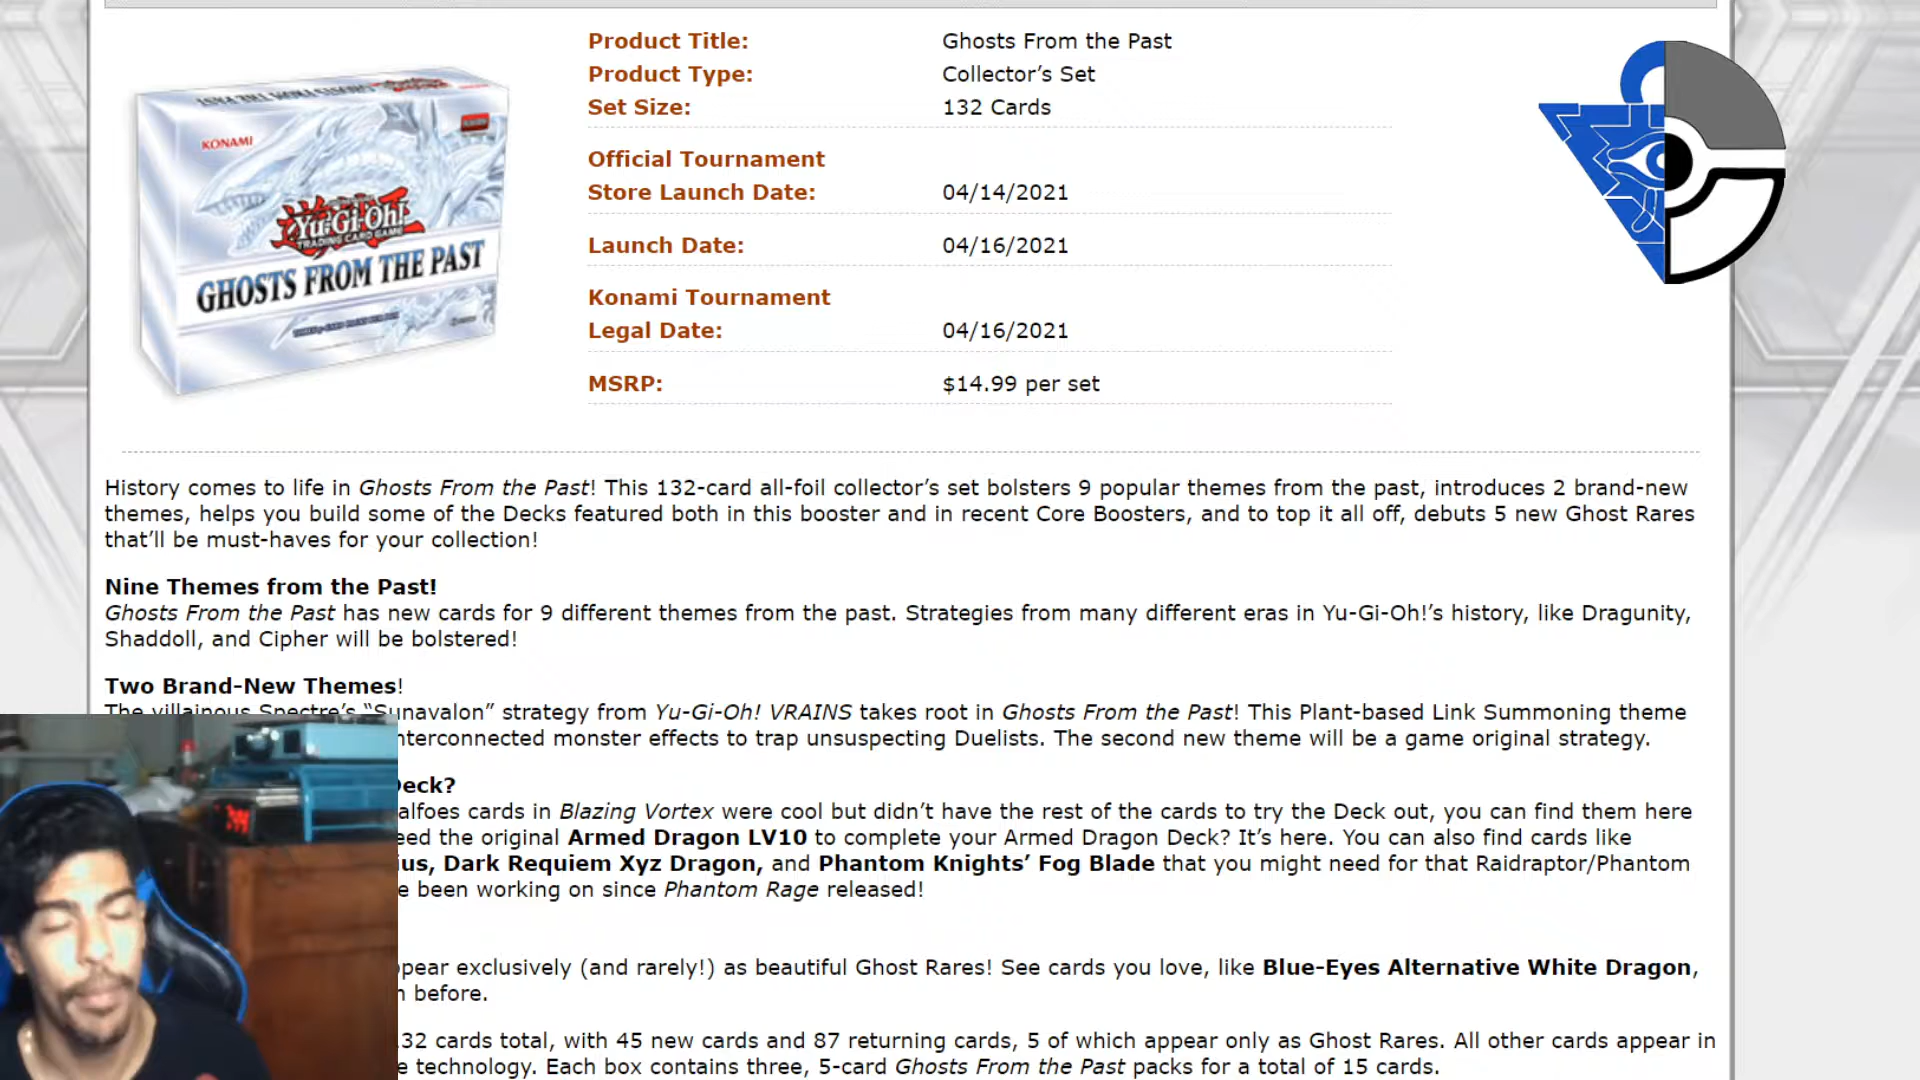 Product Title: Ghosts From the Past
Product Type: Collector's Set
Set Size: 132 Cards
Official Tournament
Store Launch Date: 04/14/2021
Launch Date: 04/16/2021
Konami Tournament
Legal Date: 04/16/2021
MSRP: $14.99 per set
KONAMI
Yu-Gi-Oh!
TRADING CARD GAME
GHOSTS FROM THE PAST
History comes to life in Ghosts From the Past! This 132-card all-foil collector's set bolsters 9 popular themes from the past, introduces 2 brand-new
themes, helps you build some of the Decks featured both in this booster and in recent Core Boosters, and to top it all off, debuts 5 new Ghost Rares
that'll be must-haves for your collection!
Nine Themes from the Past!
Ghosts From the Past has new cards for 9 different themes from the past. Strategies from many different eras in Yu-Gi-Oh!'s history, like Dragunity,
Shaddoll, and Cipher will be bolstered!
Two Brand-New Themes!
The villainous Spectre's “Sunavalon” strategy from Yu-Gi-Oh! VRAINS takes root in Ghosts From the Past! This Plant-based Link Summoning theme
nterconnected monster effects to trap unsuspecting Duelists. The second new theme will be a game original strategy.
Deck?
alfoes cards in Blazing Vortex were cool but didn't have the rest of the cards to try the Deck out, you can find them here
eed the original Armed Dragon LV10 to complete your Armed Dragon Deck? It's here. You can also find cards like
ius, Dark Requiem Xyz Dragon, and Phantom Knights' Fog Blade that you might need for that Raidraptor/Phantom
e been working on since Phantom Rage released!
ppear exclusively (and rarely!) as beautiful Ghost Rares! See cards you love, like Blue-Eyes Alternative White Dragon,
n before.
32 cards total, with 45 new cards and 87 returning cards, 5 of which appear only as Ghost Rares. All other cards appear in
e technology. Each box contains three, 5-card Ghosts From the Past packs for a total of 15 cards.